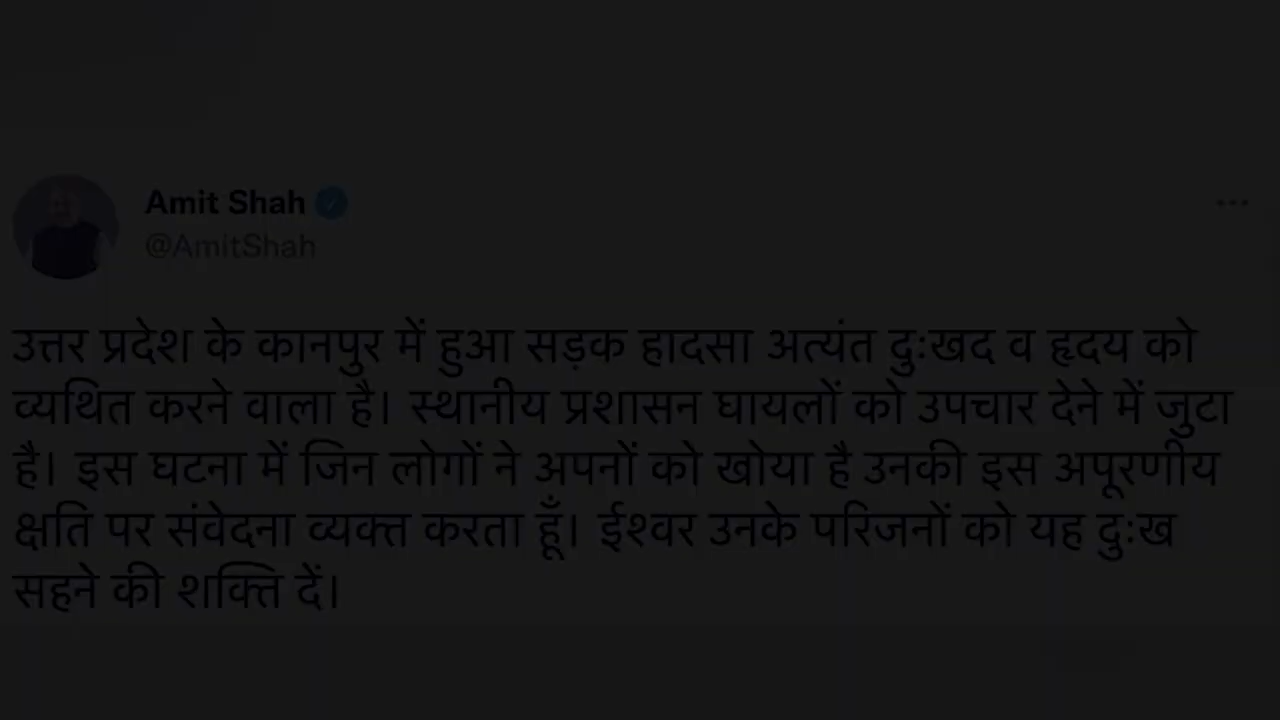 Amit Shah
@AmitShah
उत्तर प्रदेश के कानपुर में हुआ सड़क हादसा अत्यंत दुःखद व हृदय को
व्यथित करने वाला है। स्थानीय प्रशासन घायलों को उपचार देने में जुटा
है। इस घटना में जिन लोगों ने अपनों को खोया है उनकी इस अपूरणीय
क्षति पर संवेदना व्यक्त करता हूँ। ईश्वर उनके परिजनों को यह दुःख
सहने की शक्ति दें।